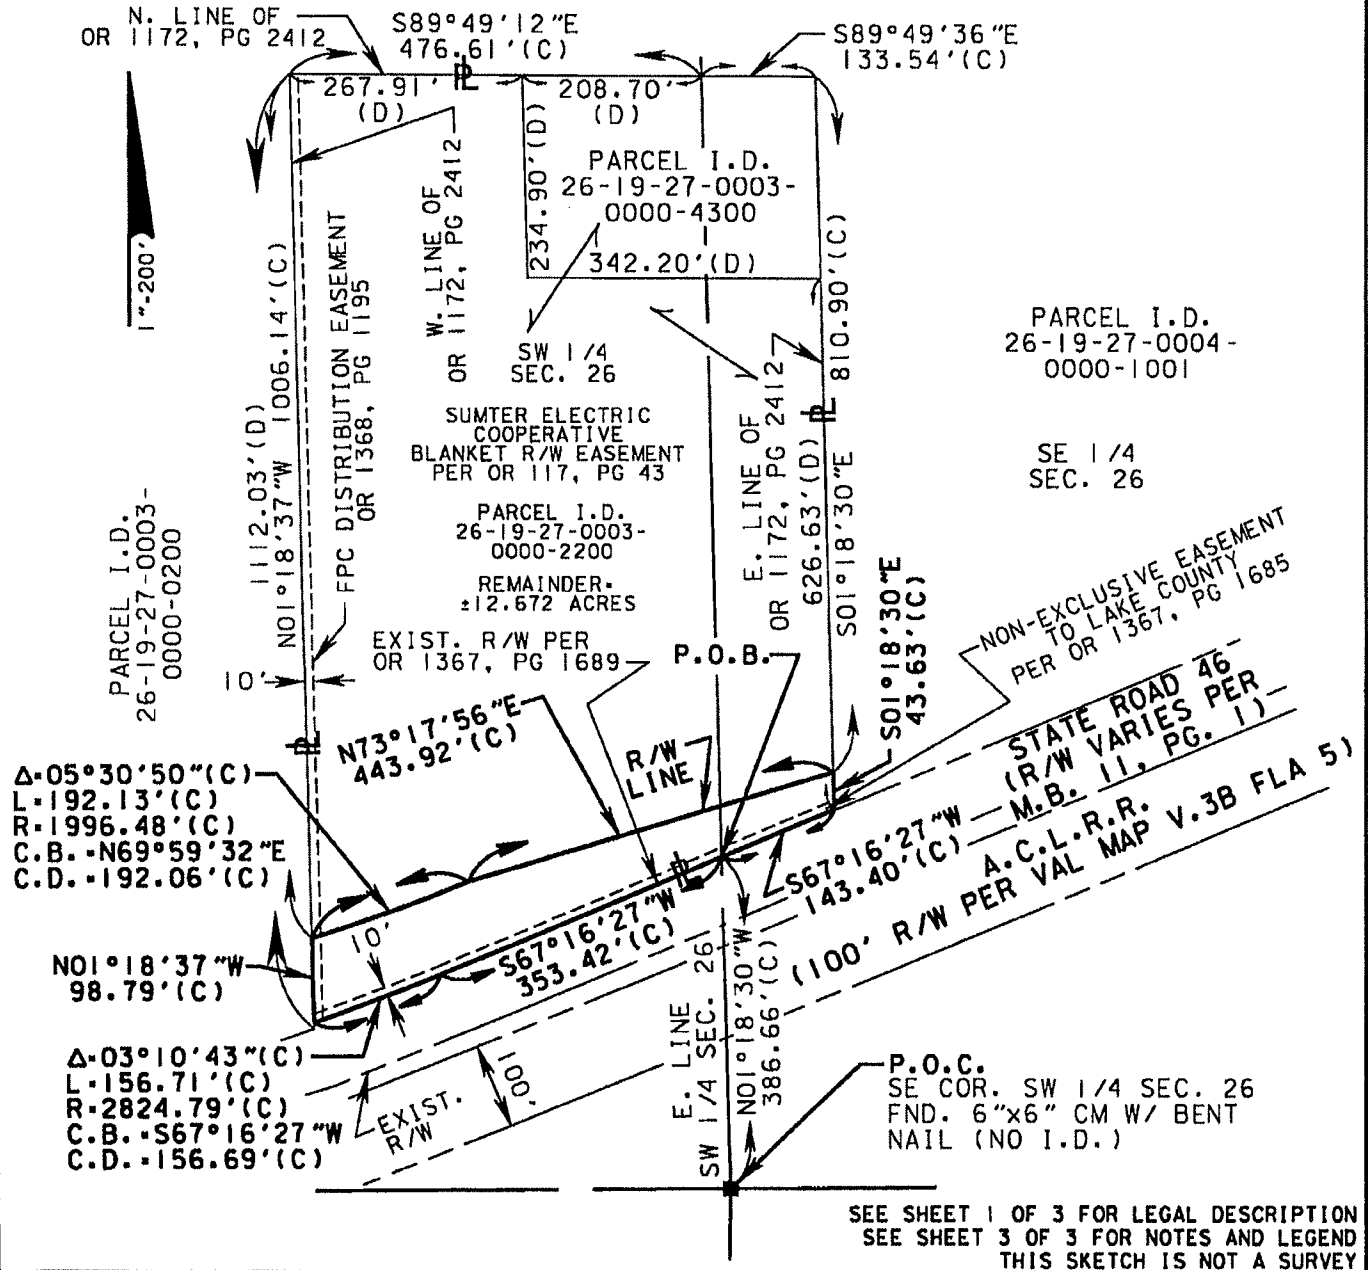 N. LINE OF
OR 1172, PG 2412
S89°49'12"E
476.61'(C)
S89°49'36"E
133.54'(C)
267.91'
(D)
208.70'
(D)
PL
234.90'(D)
PARCEL I.D.
26-19-27-0003-
0000-4300
342.20'(D)
1"=200'
W. LINE OF
OR 1172, PG 2412
FPC DISTRIBUTION EASEMENT
OR 1368, PG 1195
1112.03'(D)
N01°18'37"W 1006.14'(C)
SW 1/4
SEC. 26
SUMTER ELECTRIC
COOPERATIVE
BLANKET R/W EASEMENT
PER OR 117, PG 43
PARCEL I.D.
26-19-27-0003-
0000-2200
REMAINDER=
±12.672 ACRES
E. LINE OF
OR 1172, PG 2412
626.63'(D)
PL
S01°18'30"E 810.90'(C)
PARCEL I.D.
26-19-27-0004-
0000-1001
SE 1/4
SEC. 26
PARCEL I.D.
26-19-27-0003-
0000-0200
EXIST. R/W PER
OR 1367, PG 1689
P.O.B.
S01°18'30"E
43.63'(C)
NON-EXCLUSIVE EASEMENT
TO LAKE COUNTY
PER OR 1367, PG 1685
10'
PL
N73°17'56"E
443.92'(C)
R/W
LINE
STATE ROAD 46
(R/W VARIES PER
M.B. 11, PG. 1)
Δ=05°30'50"(C)
L=192.13'(C)
R=1996.48'(C)
C.B.=N69°59'32"E
C.D.=192.06'(C)
PL
S67°16'27"W
143.40'(C)
A.C.L.R.R.
(100' R/W PER VAL MAP V.3B FLA 5)
10'
S67°16'27"W
353.42'(C)
N01°18'37"W
98.79'(C)
E. LINE
SW 1/4 SEC. 26
N01°18'30"W
386.66'(C)
Δ=03°10'43"(C)
L=156.71'(C)
R=2824.79'(C)
C.B.=S67°16'27"W
C.D.=156.69'(C)
EXIST.
R/W
100'
P.O.C.
SE COR. SW 1/4 SEC. 26
FND. 6"x6" CM W/ BENT
NAIL (NO I.D.)
SEE SHEET 1 OF 3 FOR LEGAL DESCRIPTION
SEE SHEET 3 OF 3 FOR NOTES AND LEGEND
THIS SKETCH IS NOT A SURVEY